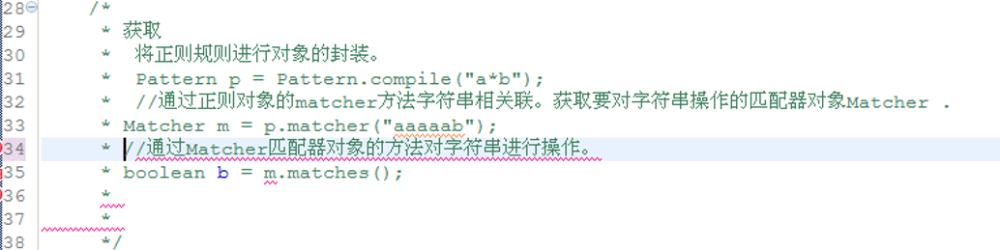 28 /*
29 * 获取
30 * 将正则规则进行对象的封装。
31 * Pattern p = Pattern.compile("a*b");
32 * //通过正则对象的matcher方法字符串相关联。获取要对字符串操作的匹配器对象Matcher .
33 * Matcher m = p.matcher("aaaaab");
34 * //通过Matcher匹配器对象的方法对字符串进行操作。
35 * boolean b = m.matches();
36 *
37 *
38 */